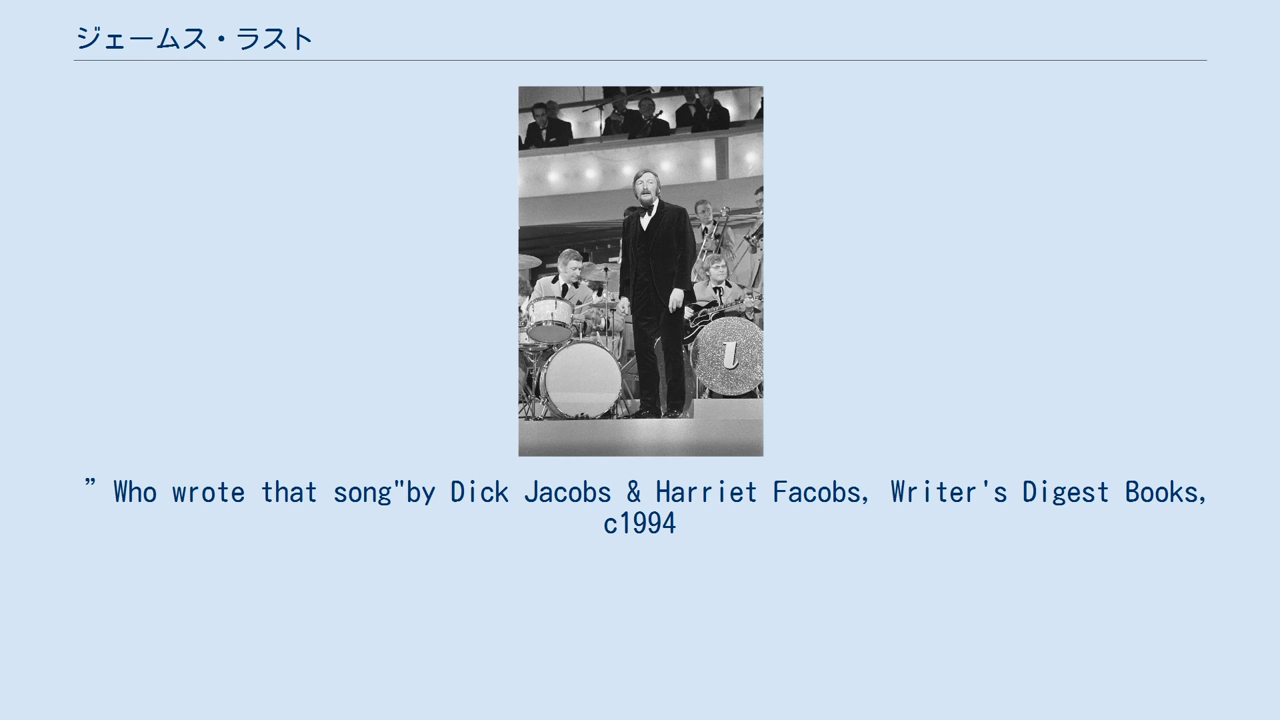 ジェームス・ラスト
l
”Who wrote that song"by Dick Jacobs & Harriet Facobs, Writer's Digest Books,
c1994